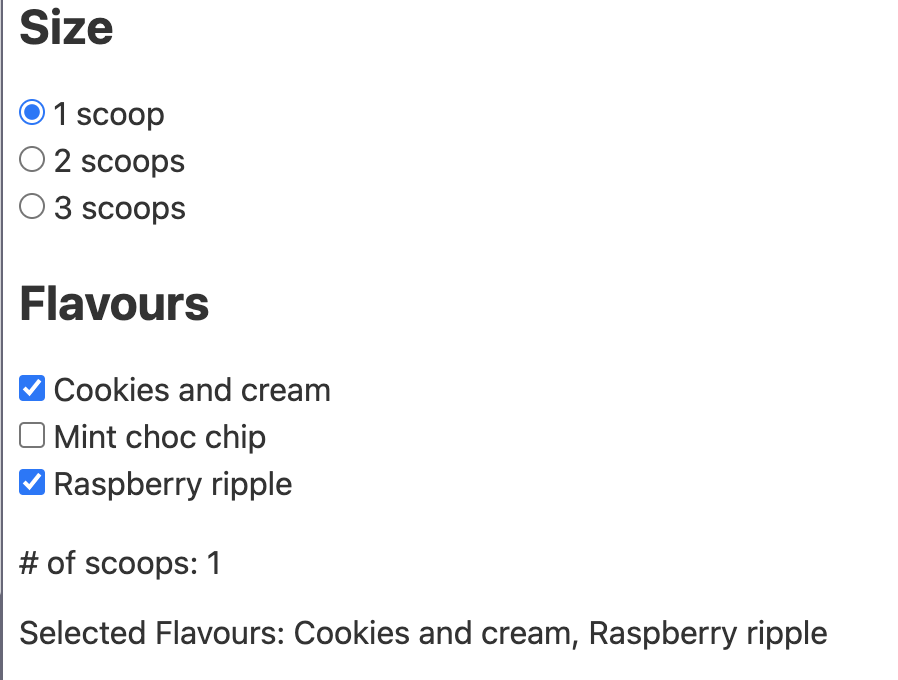 Size
1 scoop
2 scoops
3 scoops
Flavours
Cookies and cream
Mint choc chip
Raspberry ripple
# of scoops: 1
Selected Flavours: Cookies and cream, Raspberry ripple